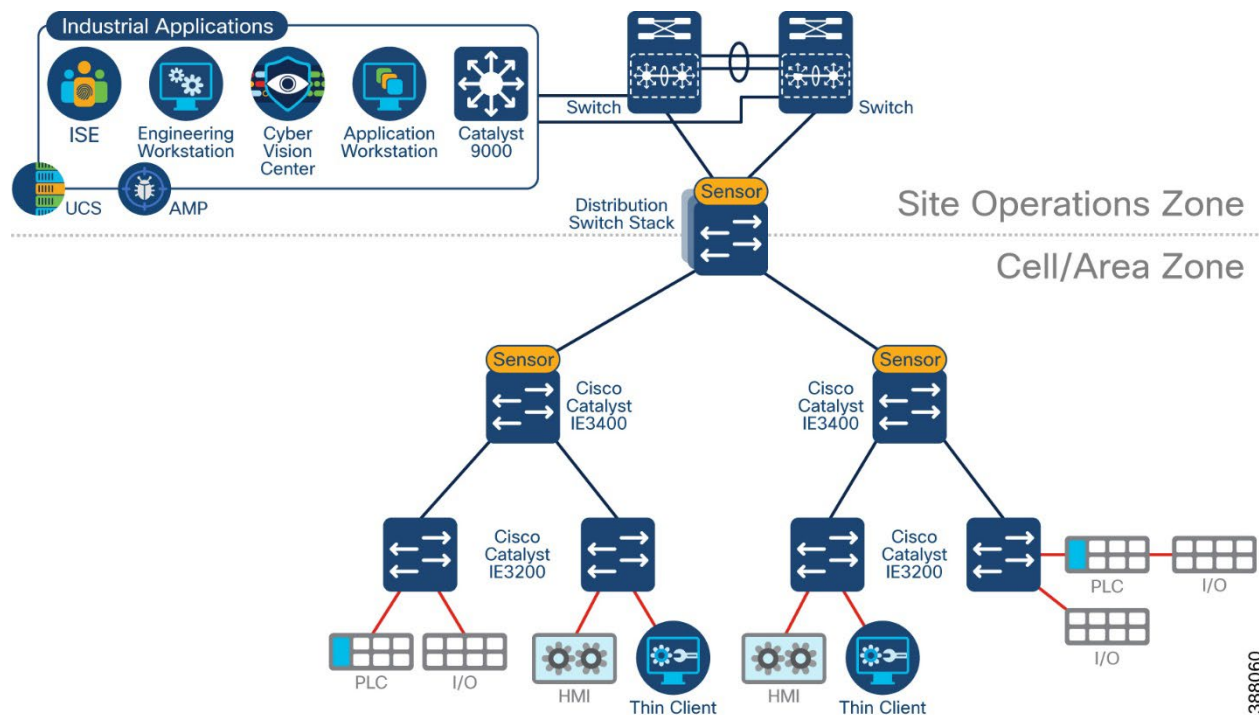 Industrial Applications
ISE
Engineering
Workstation
Cyber
Vision
Center
Application
Workstation
Catalyst
9000
UCS
AMP
Switch
Switch
Sensor
Distribution
Switch Stack
Site Operations Zone
Cell/Area Zone
Sensor
Cisco
Catalyst
IE3400
Sensor
Cisco
Catalyst
IE3400
Cisco
Catalyst
IE3200
Cisco
Catalyst
IE3200
PLC
I/O
HMI
Thin Client
HMI
Thin Client
PLC
I/O
I/O
388060